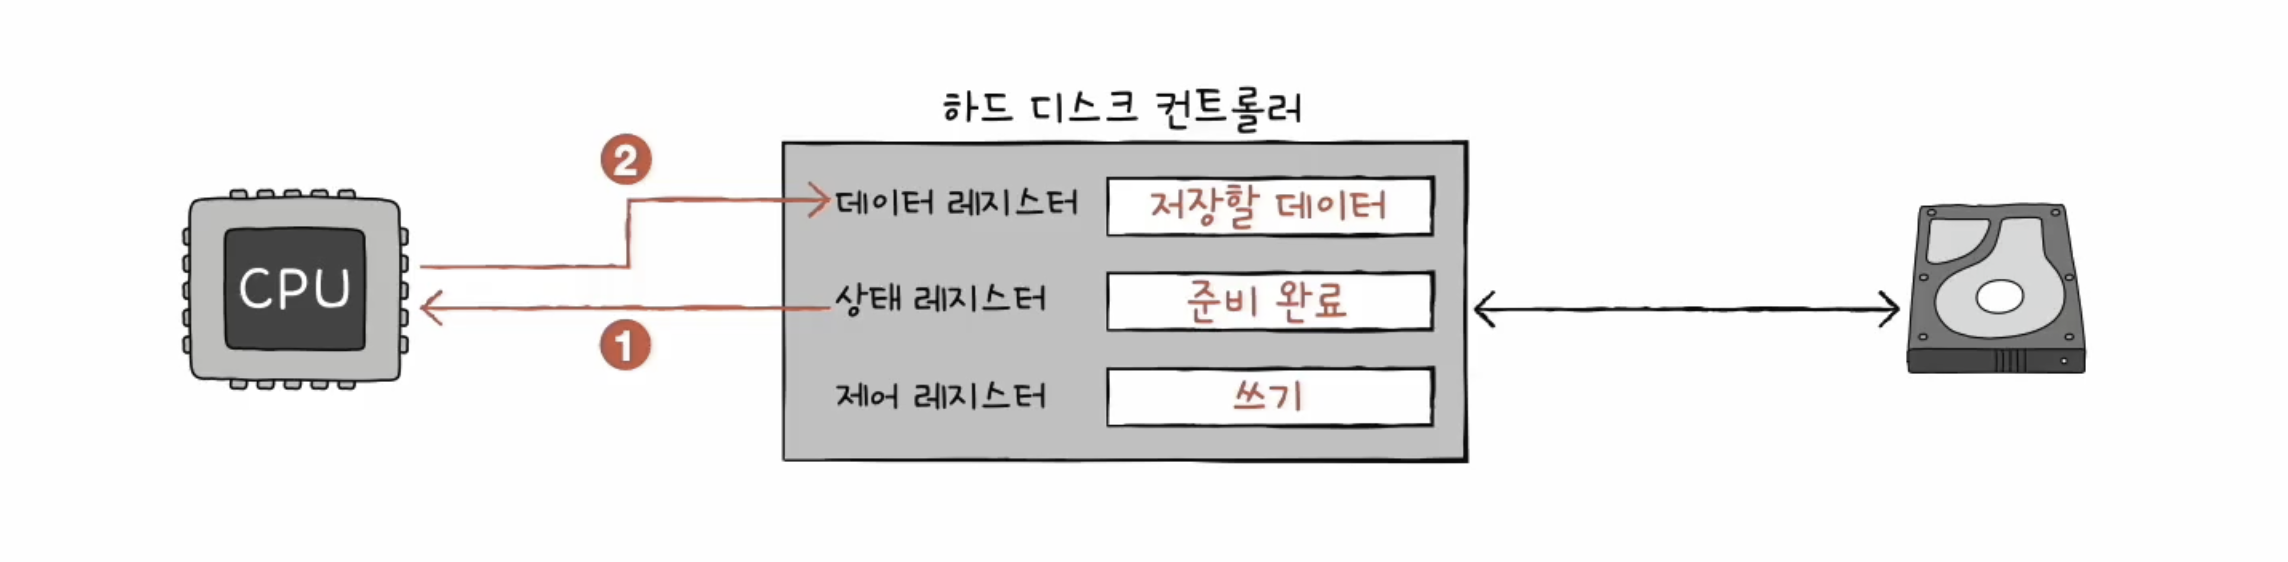 하드 디스크 컨트롤러
2
데이터 레지스터 저장할 데이터
CPU
상태 레지스터 준비 완료
1
제어 레지스터 쓰기